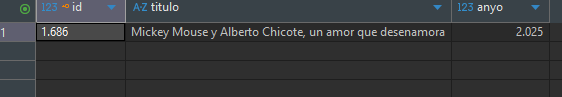 123 id A-Z titulo 123 anyo
1 1.686 Mickey Mouse y Alberto Chicote, un amor que desenamora 2.025